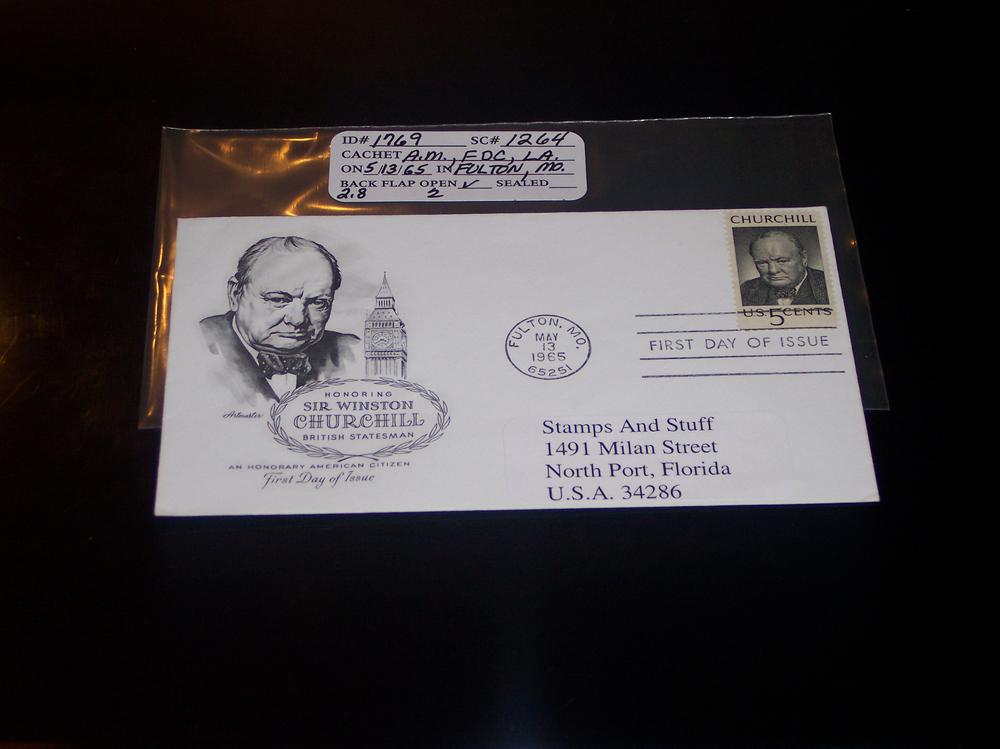 ID# 1769 SC# 1264
CACHET A.M., FDC, LA.
ON 5/13/65 IN FULTON, MO.
BACK FLAP OPEN ✓ SEALED
2.8 2
CHURCHILL
U.S. 5 CENTS
FULTON, MO.
MAY
13
1965
65251
FIRST DAY OF ISSUE
Artmaster
HONORING
SIR WINSTON
CHURCHILL
BRITISH STATESMAN
AN HONORARY AMERICAN CITIZEN
First Day of Issue
Stamps And Stuff
1491 Milan Street
North Port, Florida
U.S.A. 34286